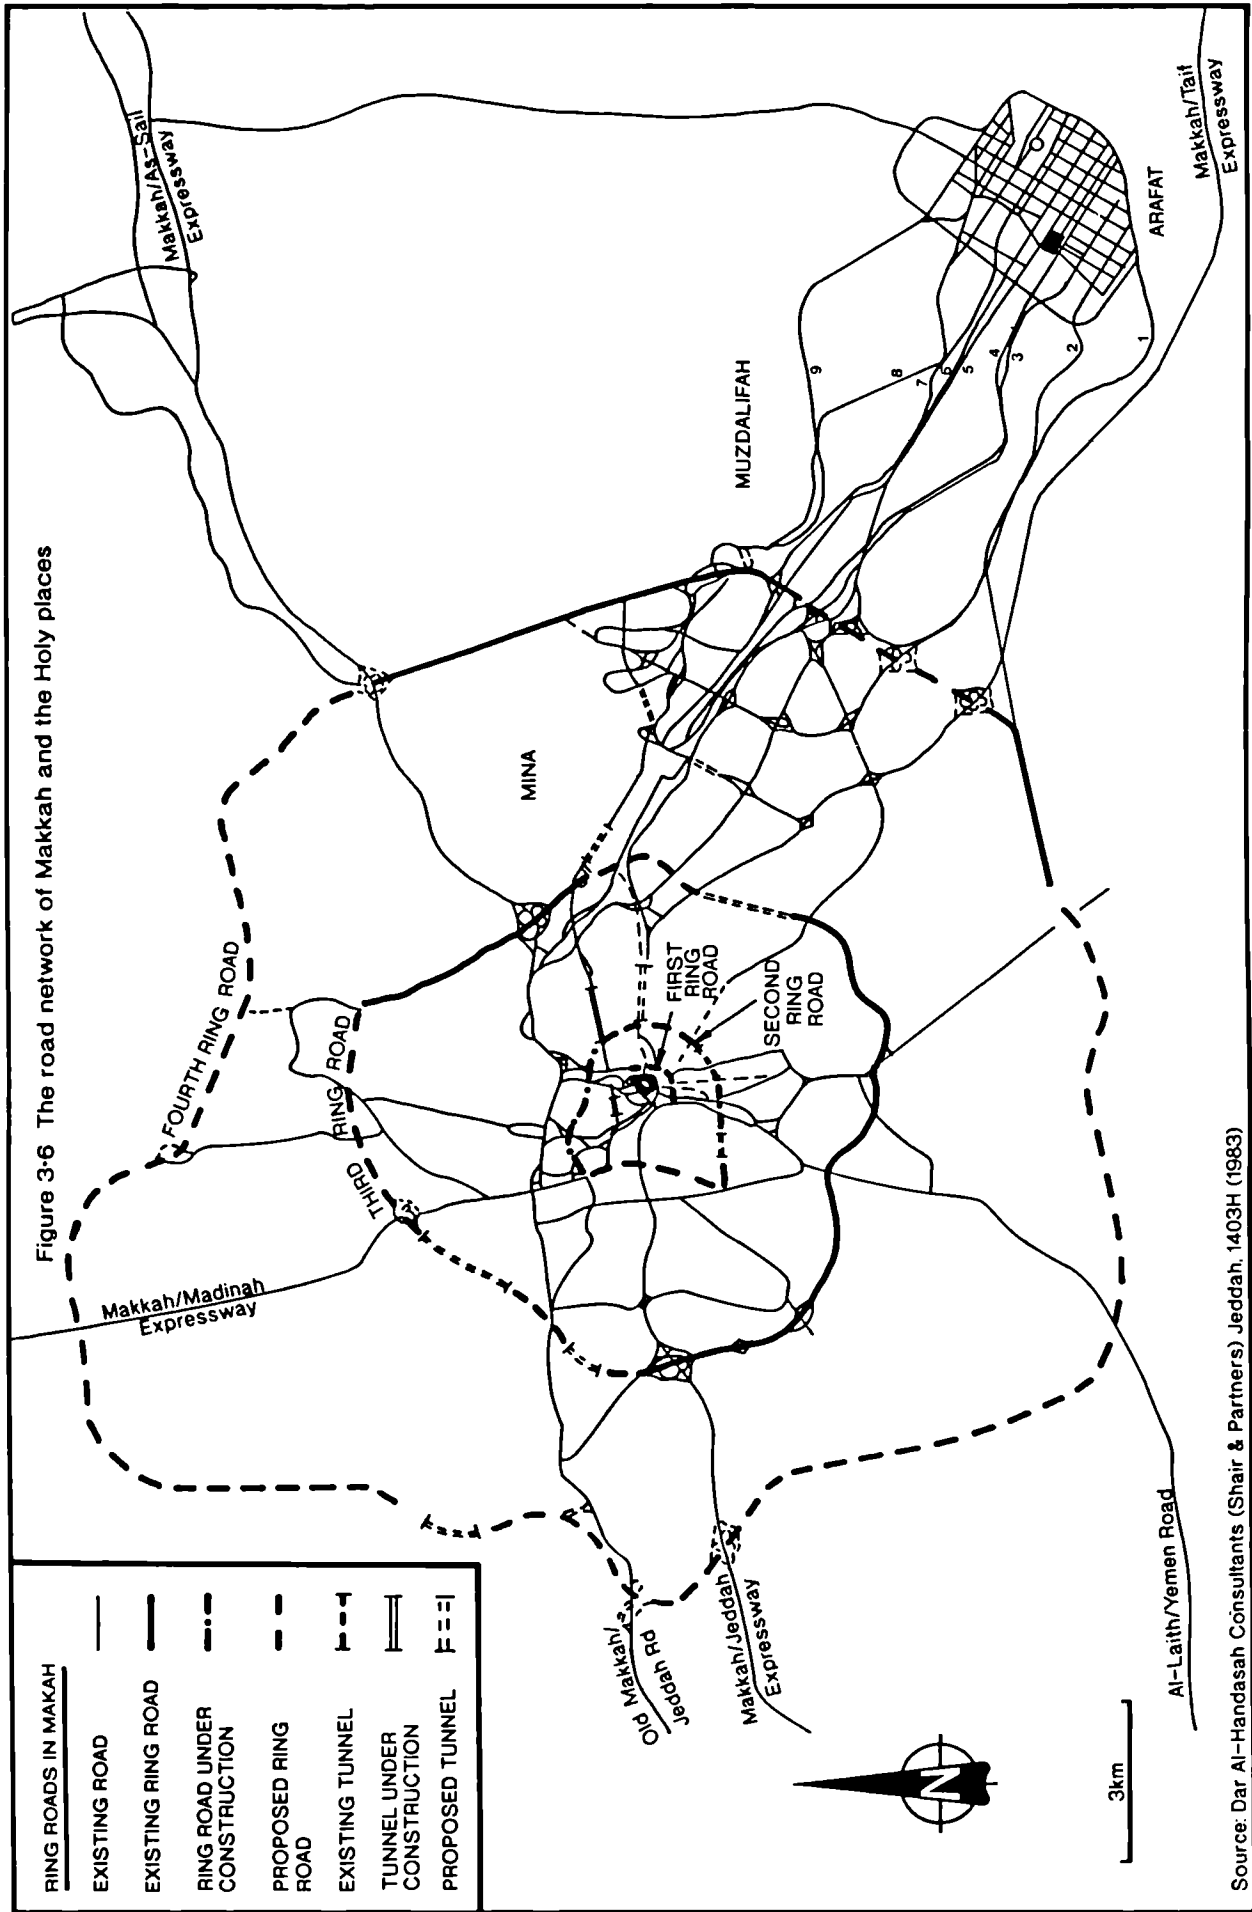 Figure 3·6 The road network of Makkah and the Holy places
RING ROADS IN MAKAH
EXISTING ROAD
EXISTING RING ROAD
RING ROAD UNDER
CONSTRUCTION
PROPOSED RING
ROAD
EXISTING TUNNEL
TUNNEL UNDER
CONSTRUCTION
PROPOSED TUNNEL
Makkah/Madinah
Expressway
FOURTH RING ROAD
THIRD
RING ROAD
Makkah/As-Sail
Expressway
MINA
MUZDALIFAH
FIRST
RING
ROAD
SECOND
RING
ROAD
9
8
7
6
5
4
3
2
1
ARAFAT
Makkah/Taif
Expressway
Old Makkah/
Jeddah Rd
Makkah/Jeddah
Expressway
Al-Laith/Yemen Road
N
3km
Source: Dar Al-Handasah Consultants (Shair & Partners) Jeddah, 1403H (1983)